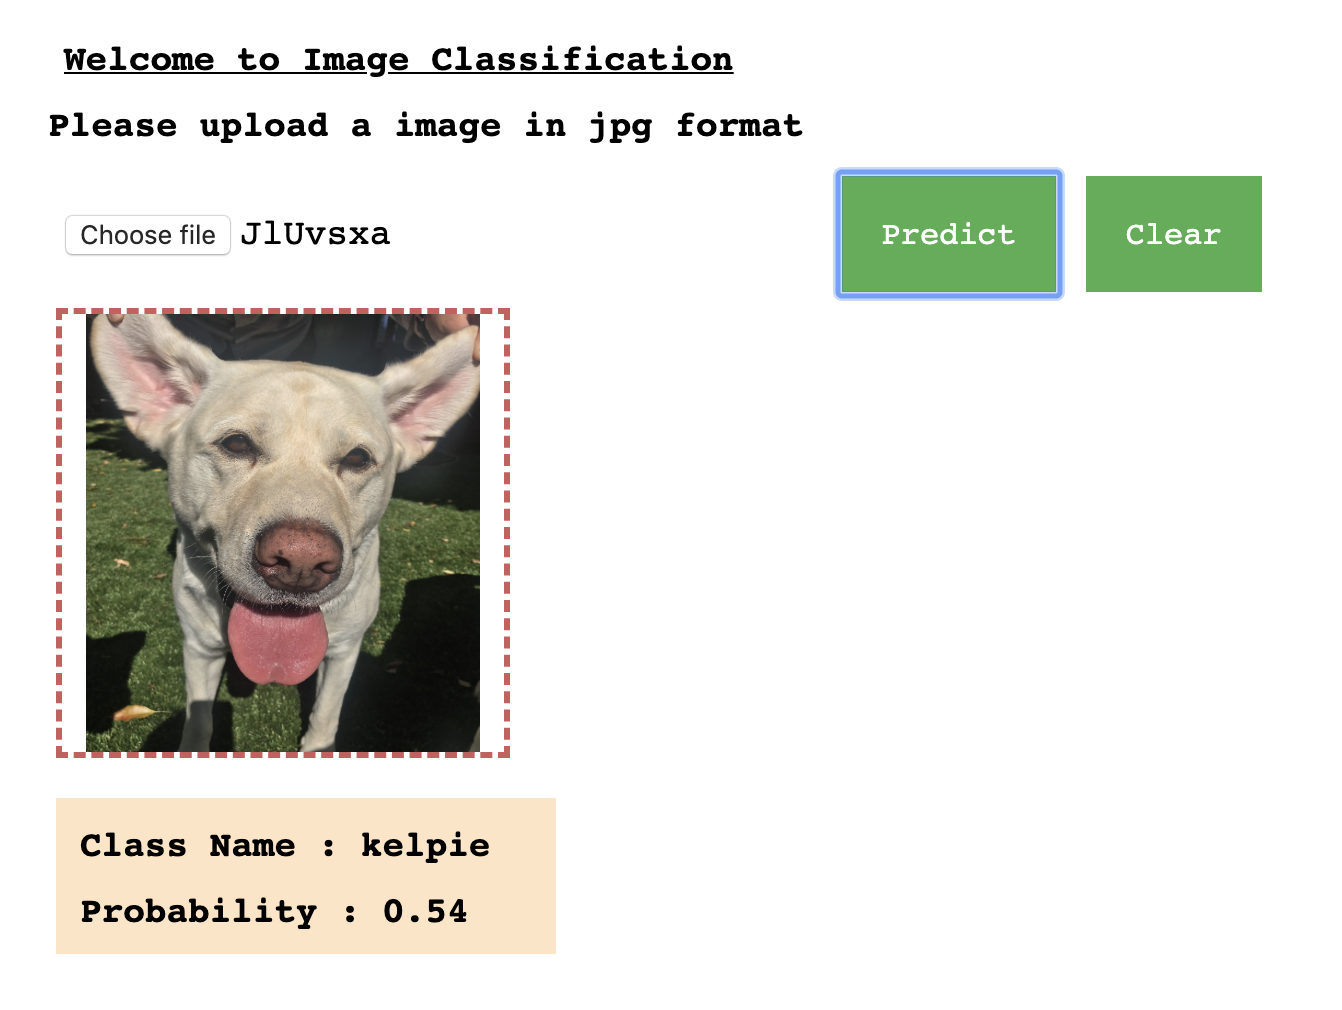 Welcome to Image Classification
Please upload a image in jpg format
Choose file JlUvsxa
Predict
Clear
Class Name : kelpie
Probability : 0.54